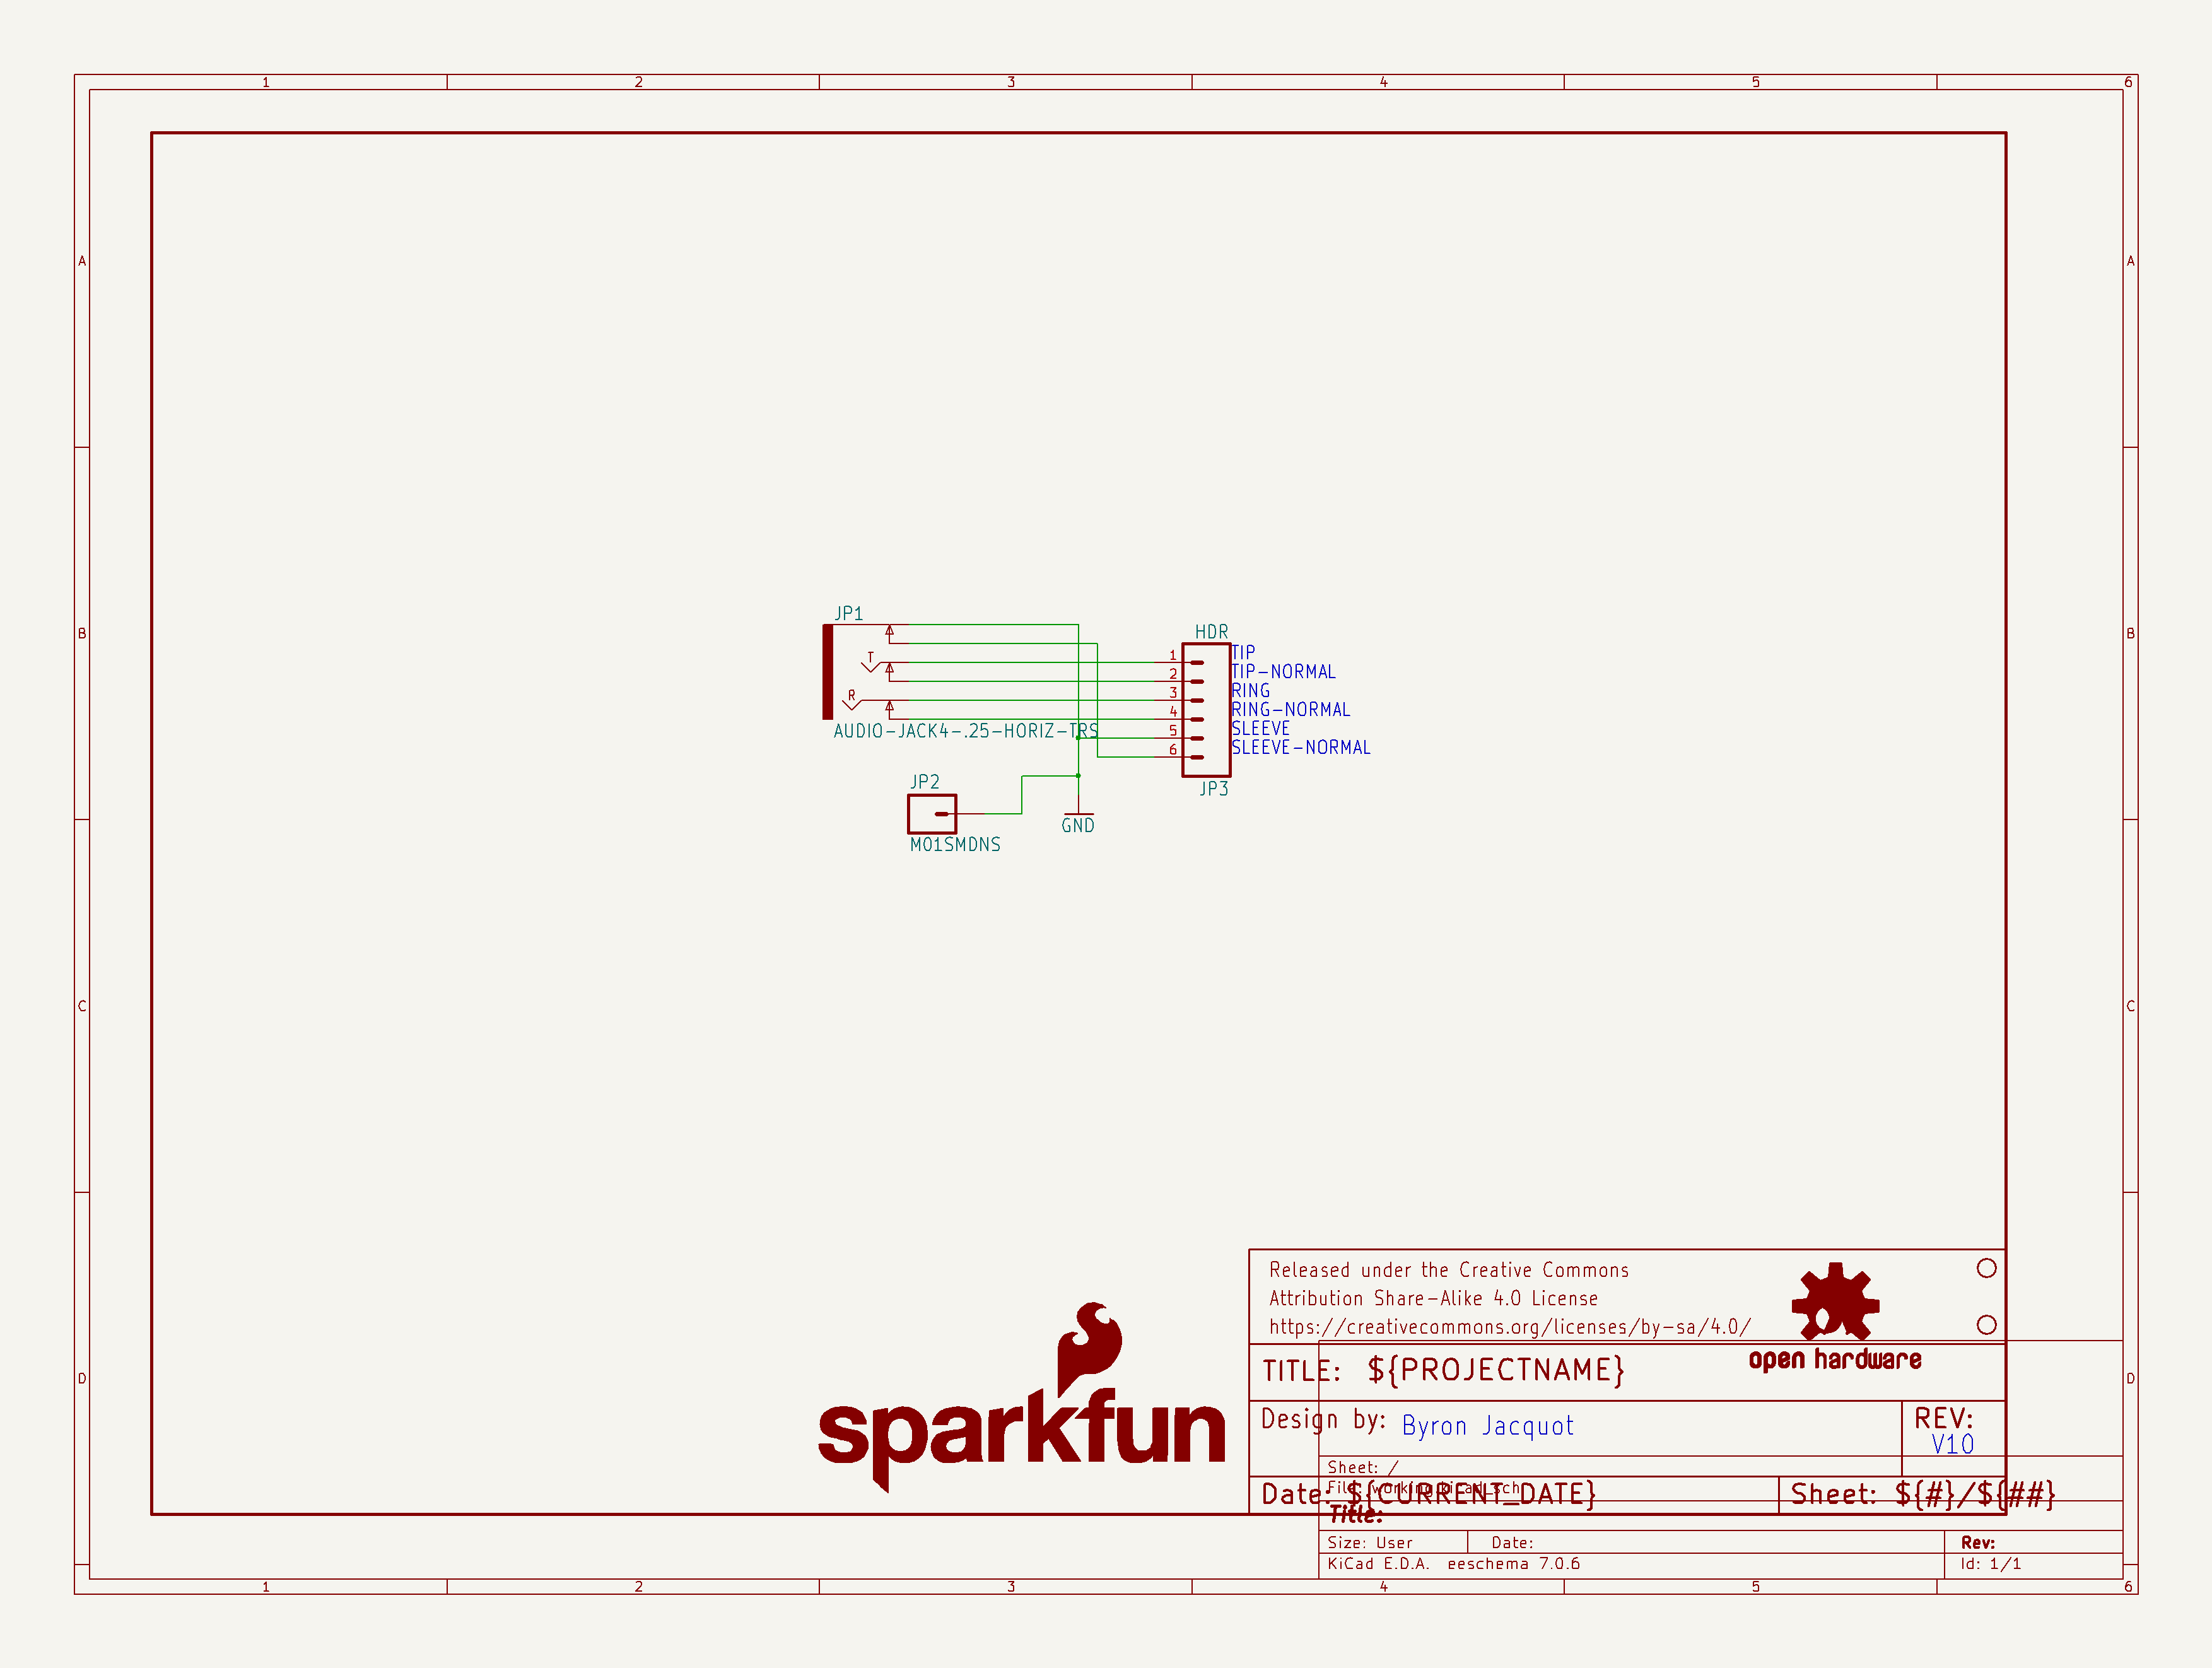 1 2 3 4 5 6
A A
B B
C C
D D
JP1
T
R
AUDIO-JACK4-.25-HORIZ-TRS
HDR
1 TIP
2 TIP-NORMAL
3 RING
4 RING-NORMAL
5 SLEEVE
6 SLEEVE-NORMAL
JP3
JP2
M01SMDNS
GND
Released under the Creative Commons
Attribution Share-Alike 4.0 License
https://creativecommons.org/licenses/by-sa/4.0/
open hardware
sparkfun
TITLE: ${PROJECTNAME}
Design by: Byron Jacquot
REV:
V10
Sheet: /
File: working.kicad_sch
Date: ${CURRENT_DATE}
Sheet: ${#}/${##}
Title:
Size: User Date: Rev:
KiCad E.D.A. eeschema 7.0.6 Id: 1/1
1 2 3 4 5 6